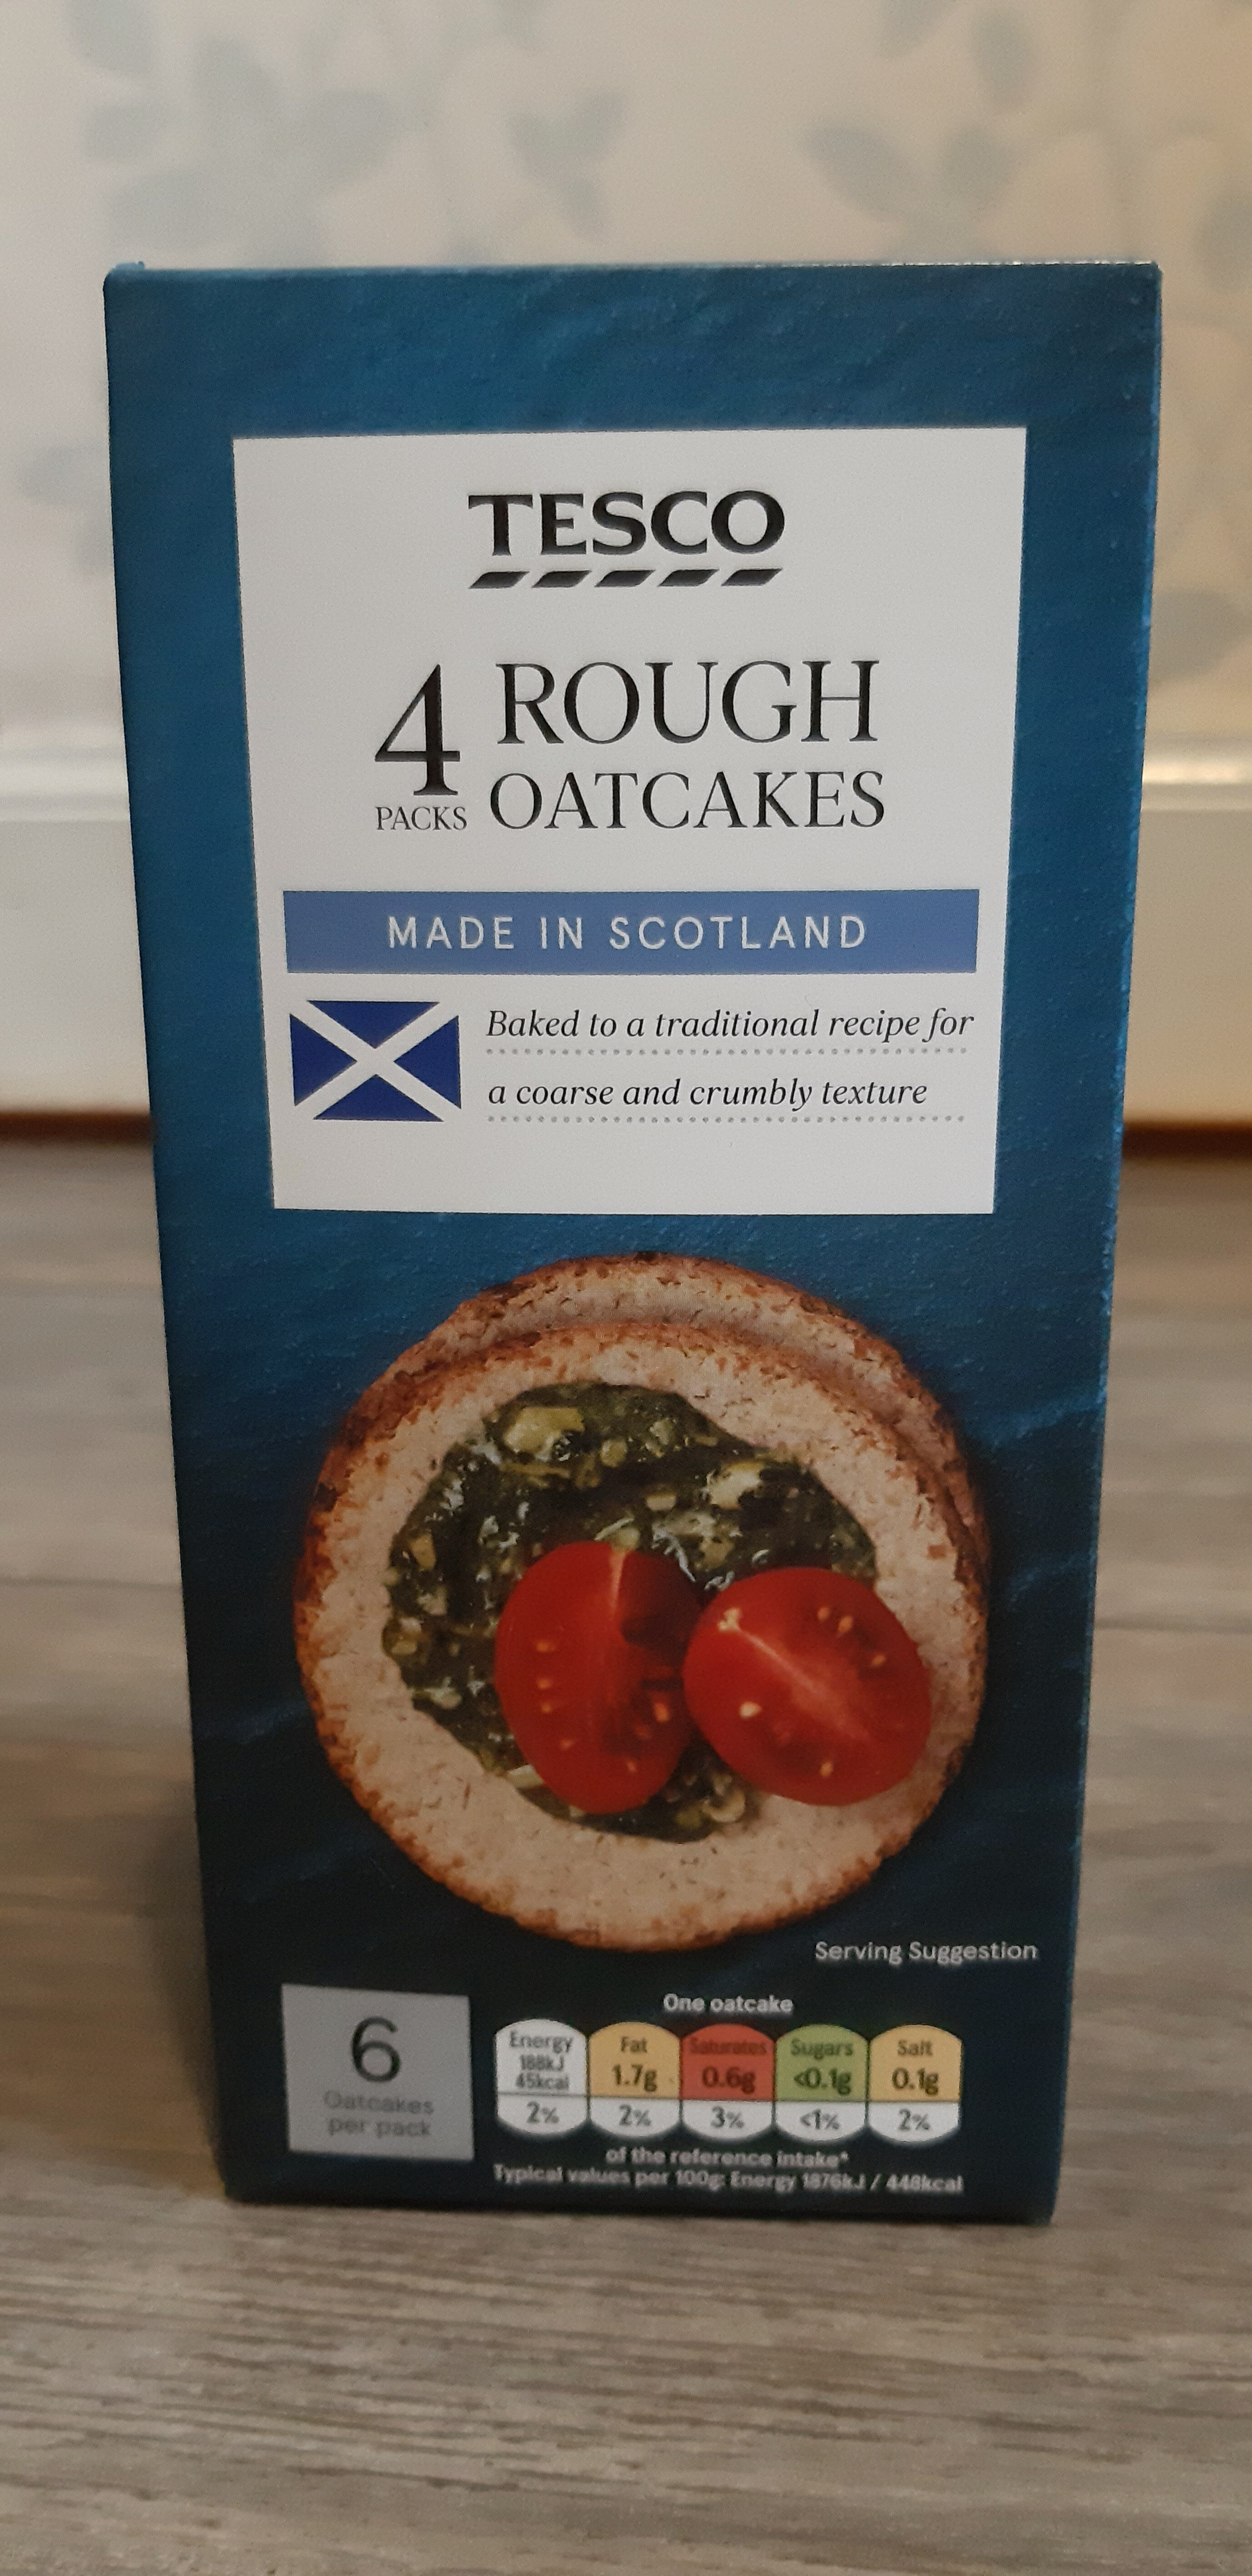 TESCO
4 ROUGH
PACKS OATCAKES
MADE IN SCOTLAND
Baked to a traditional recipe for
a coarse and crumbly texture
Serving Suggestion
6
Oatcakes
per pack
One oatcake
Energy Fat Saturates Sugars Salt
188kJ
45kcal 1.7g 0.6g <0.1g 0.1g
2% 2% 3% <1% 2%
of the reference intake*
Typical values per 100g: Energy 1876kJ / 448kcal